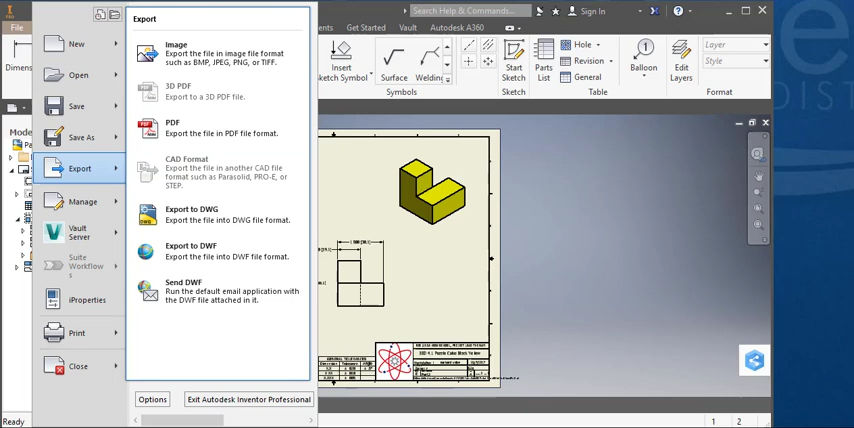 PRO
Search Help & Commands...
Sign In
File
ents
Get Started
Vault
Autodesk A360
Dimens
Insert
ketch Symbol
Surface
Welding
Symbols
Start
Sketch
Sketch
Parts
List
Hole
Revision
General
Table
Balloon
Edit
Layers
Layer
Style
Format
Mode
Pa
New
Open
Save
Save As
Export
Manage
Vault
Server
Suite
Workflow
s
iProperties
Print
Close
Export
Image
Export the file in image file format
such as BMP, JPEG, PNG, or TIFF.
3D PDF
Export to a 3D PDF file.
PDF
Export the file in PDF file format.
CAD Format
Export the file in another CAD file
format such as Parasolid, PRO-E, or
STEP.
Export to DWG
Export the file into DWG file format.
Export to DWF
Export the file into DWF file format.
Send DWF
Run the default email application with
the DWF file attached in it.
DWG
Options
Exit Autodesk Inventor Professional
Ready
1
2
e
DIST